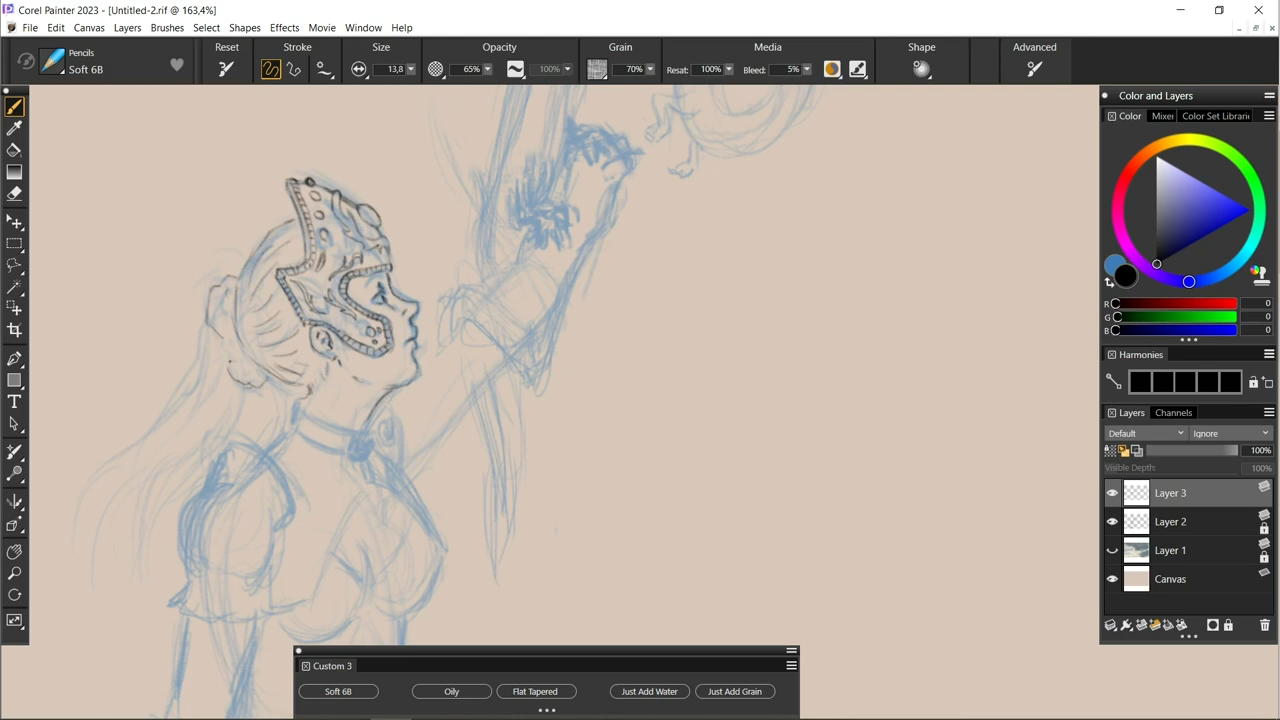 Corel Painter 2023 - [Untitled-2.rif @ 163,4%]
File Edit Canvas Layers Brushes Select Shapes Effects Movie Window Help
Pencils
Soft 6B
Reset Stroke Size Opacity Grain Media Shape Advanced
13,8 65% 100% 70% Resat: 100% Bleed: 5%
Color and Layers
Color Mixer Color Set Librari
R 0
G 0
B 0
Harmonies
Layers Channels
Default Ignore
100%
Visible Depth: 100%
Layer 3
Layer 2
Layer 1
Canvas
Custom 3
Soft 6B Oily Flat Tapered Just Add Water Just Add Grain